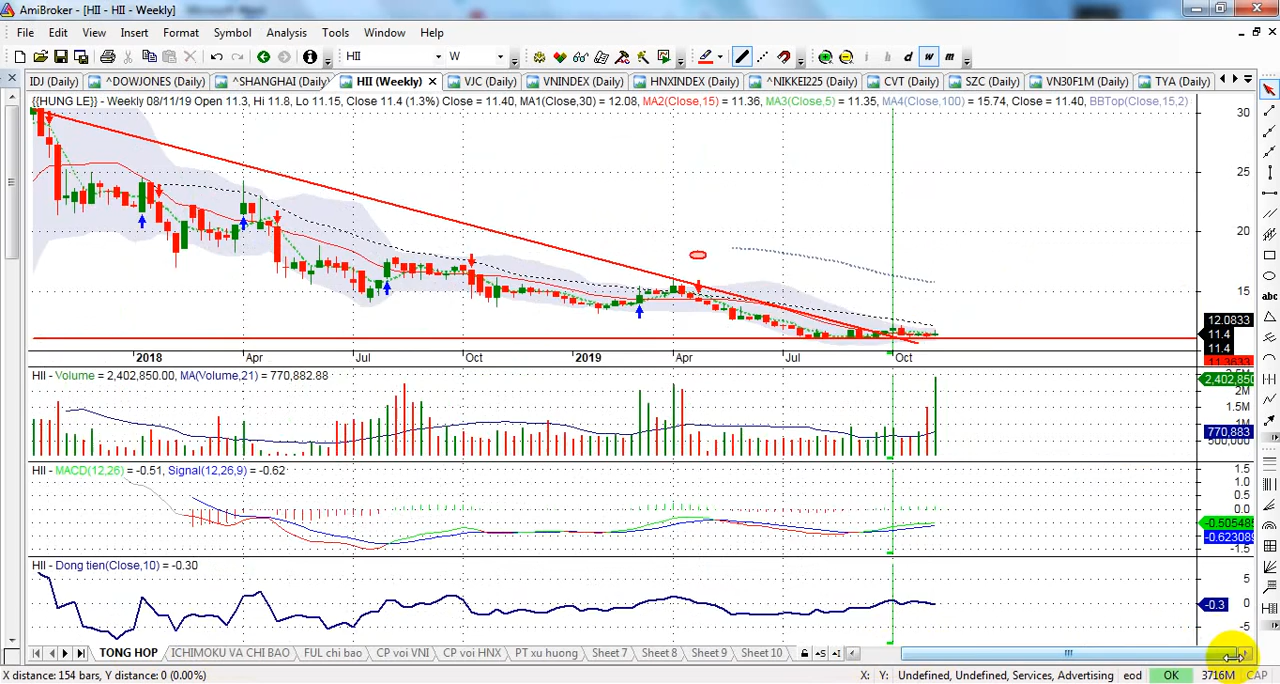 AmiBroker - [HII - HII - Weekly]
File Edit View Insert Format Symbol Analysis Tools Window Help
HII W i h d w m
IDJ (Daily) ^DOWJONES (Daily) ^SHANGHAI (Daily) HII (Weekly) VJC (Daily) VNINDEX (Daily) HNXINDEX (Daily) ^NIKKEI225 (Daily) CVT (Daily) SZC (Daily) VN30F1M (Daily) TYA (Daily)
{{HUNG LE}} - Weekly 08/11/19 Open 11.3, Hi 11.8, Lo 11.15, Close 11.4 (1.3%) Close = 11.40, MA1(Close,30) = 12.08, MA2(Close,15) = 11.36, MA3(Close,5) = 11.35, MA4(Close,100) = 15.74, Close = 11.40, BBTop(Close,15,2)
30
25
20
15
12.0833
11.4
11.4
11.3633
2018 Apr Jul Oct 2019 Apr Jul Oct
abc
HII - Volume = 2,402,850.00, MA(Volume,21) = 770,882.88
2,402,850
2M
1.5M
1M
770,883
500,000
HII - MACD(12,26) = -0.51, Signal(12,26,9) = -0.62
1.5
1.0
0.5
0.0
-0.505485
-0.623089
-1.5
HII - Dong tien(Close,10) = -0.30
5
-0.3 0
-5
TONG HOP ICHIMOKU VA CHI BAO FUL chi bao CP voi VNI CP voi HNX PT xu huong Sheet 7 Sheet 8 Sheet 9 Sheet 10
X distance: 154 bars, Y distance: 0 (0.00%) X: Y: Undefined, Undefined, Services, Advertising eod OK 3716M CAP